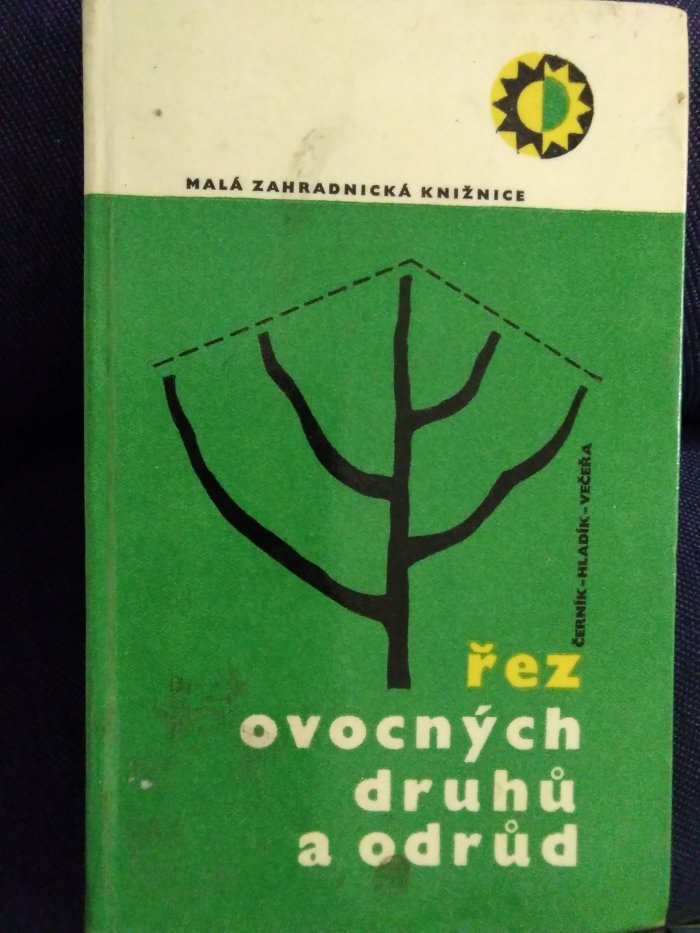 MALÁ ZAHRADNICKÁ KNIŽNICE
ČERNÍK–HLADÍK–VEČEŘA
řez
ovocných
druhů
a odrůd